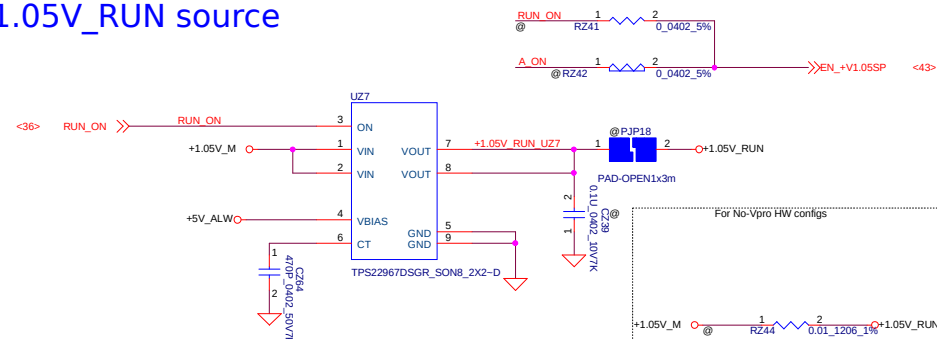 1.05V_RUN source
RUN_ON 1 2
@ RZ41 0_0402_5%
A_ON 1 2
@ RZ42 0_0402_5%
EN_+V1.05SP <43>
UZ7
<36> RUN_ON RUN_ON 3 ON
+1.05V_M 1 VIN VOUT 7 +1.05V_RUN_UZ7
2 VIN VOUT 8
@PJP18
1 2 +1.05V_RUN
PAD-OPEN1x3m
+5V_ALW 4 VBIAS
6 CT
GND 5
GND 9
TPS22967DSGR_SON8_2X2~D
1 2
CZ64
470P_0402_50V7
2 1
CZ39 @
0.1U_0402_10V7K
For No-Vpro HW configs
+1.05V_M 1 2 +1.05V_RUN
@ RZ44 0.01_1206_1%